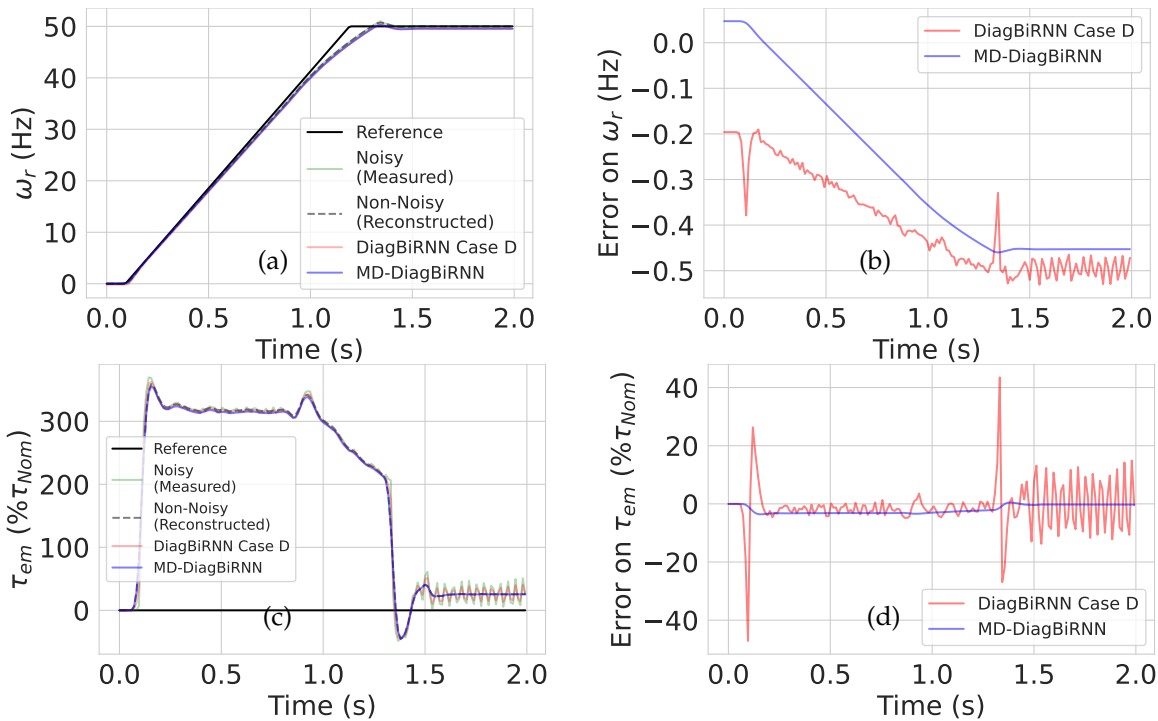 50
40
30
20
10
0
ω_r (Hz)
Reference
Noisy
(Measured)
Non-Noisy
(Reconstructed)
DiagBiRNN Case D
MD-DiagBiRNN
(a)
0.0 0.5 1.0 1.5 2.0
Time (s)
0.0
−0.1
−0.2
−0.3
−0.4
−0.5
Error on ω_r (Hz)
DiagBiRNN Case D
MD-DiagBiRNN
(b)
0.0 0.5 1.0 1.5 2.0
Time (s)
300
200
100
0
τ_em (%τ_Nom)
Reference
Noisy
(Measured)
Non-Noisy
(Reconstructed)
DiagBiRNN Case D
MD-DiagBiRNN
(c)
0.0 0.5 1.0 1.5 2.0
Time (s)
40
20
0
−20
−40
Error on τ_em (%τ_Nom)
(d)
DiagBiRNN Case D
MD-DiagBiRNN
0.0 0.5 1.0 1.5 2.0
Time (s)